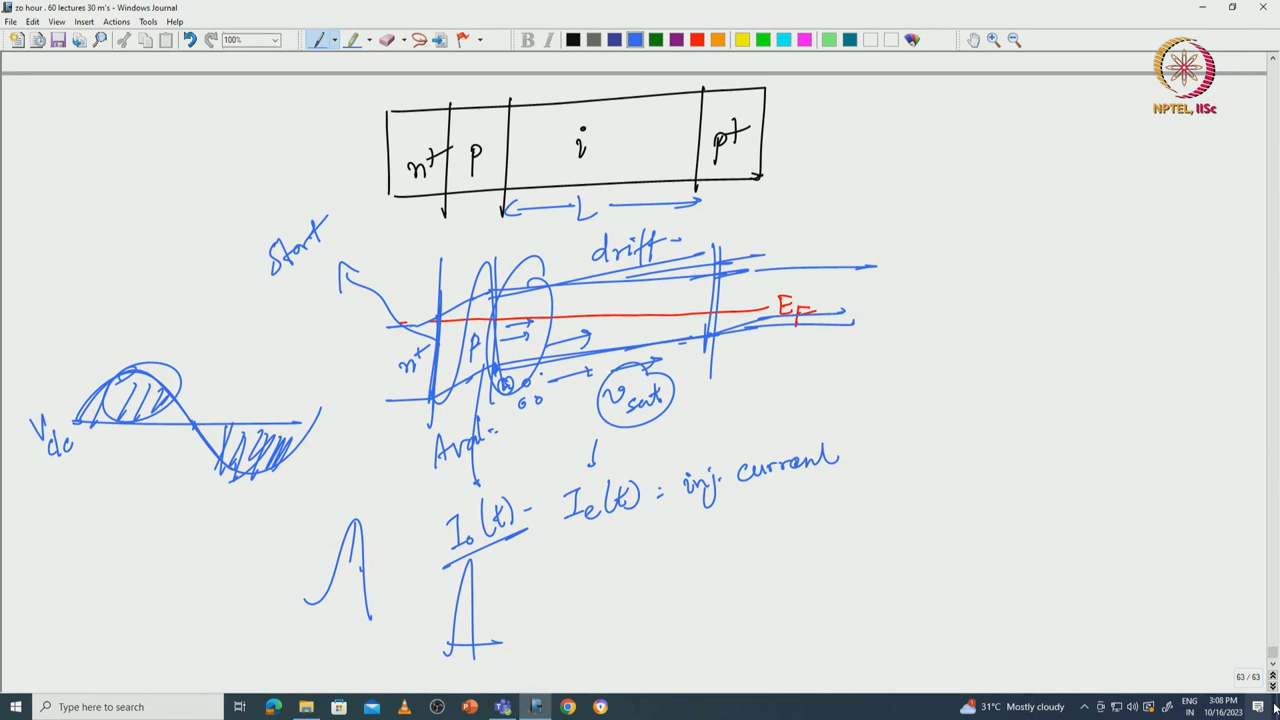 zo hour . 60 lectures 30 m's - Windows Journal
File Edit View Insert Actions Tools Help
100%
NPTEL, IISc
n+ p i p+
L
Start
drift-
EF
n+ p
Vdc
Vsat
Io(t) - Ie(t) = inj. current
63 / 63
Type here to search
31°C Mostly cloudy
ENG
IN
3:08 PM
10/16/2023